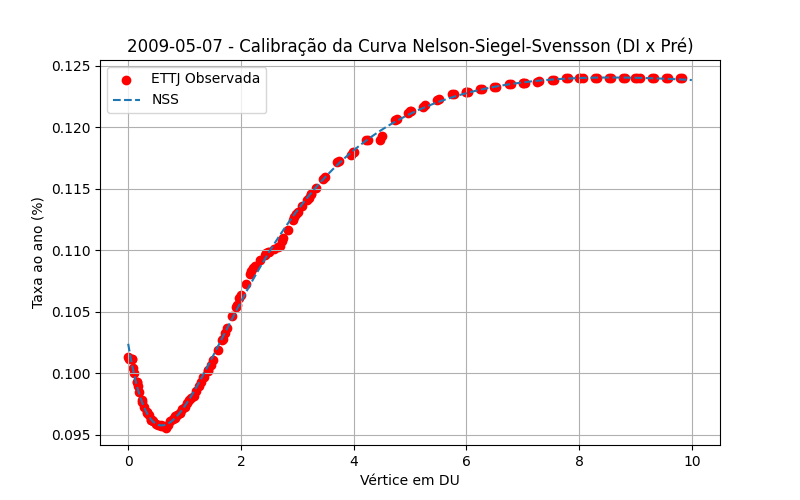 2009-05-07 - Calibração da Curva Nelson-Siegel-Svensson (DI x Pré)
ETTJ Observada
NSS
Taxa ao ano (%)
0.125
0.120
0.115
0.110
0.105
0.100
0.095
0 2 4 6 8 10
Vértice em DU